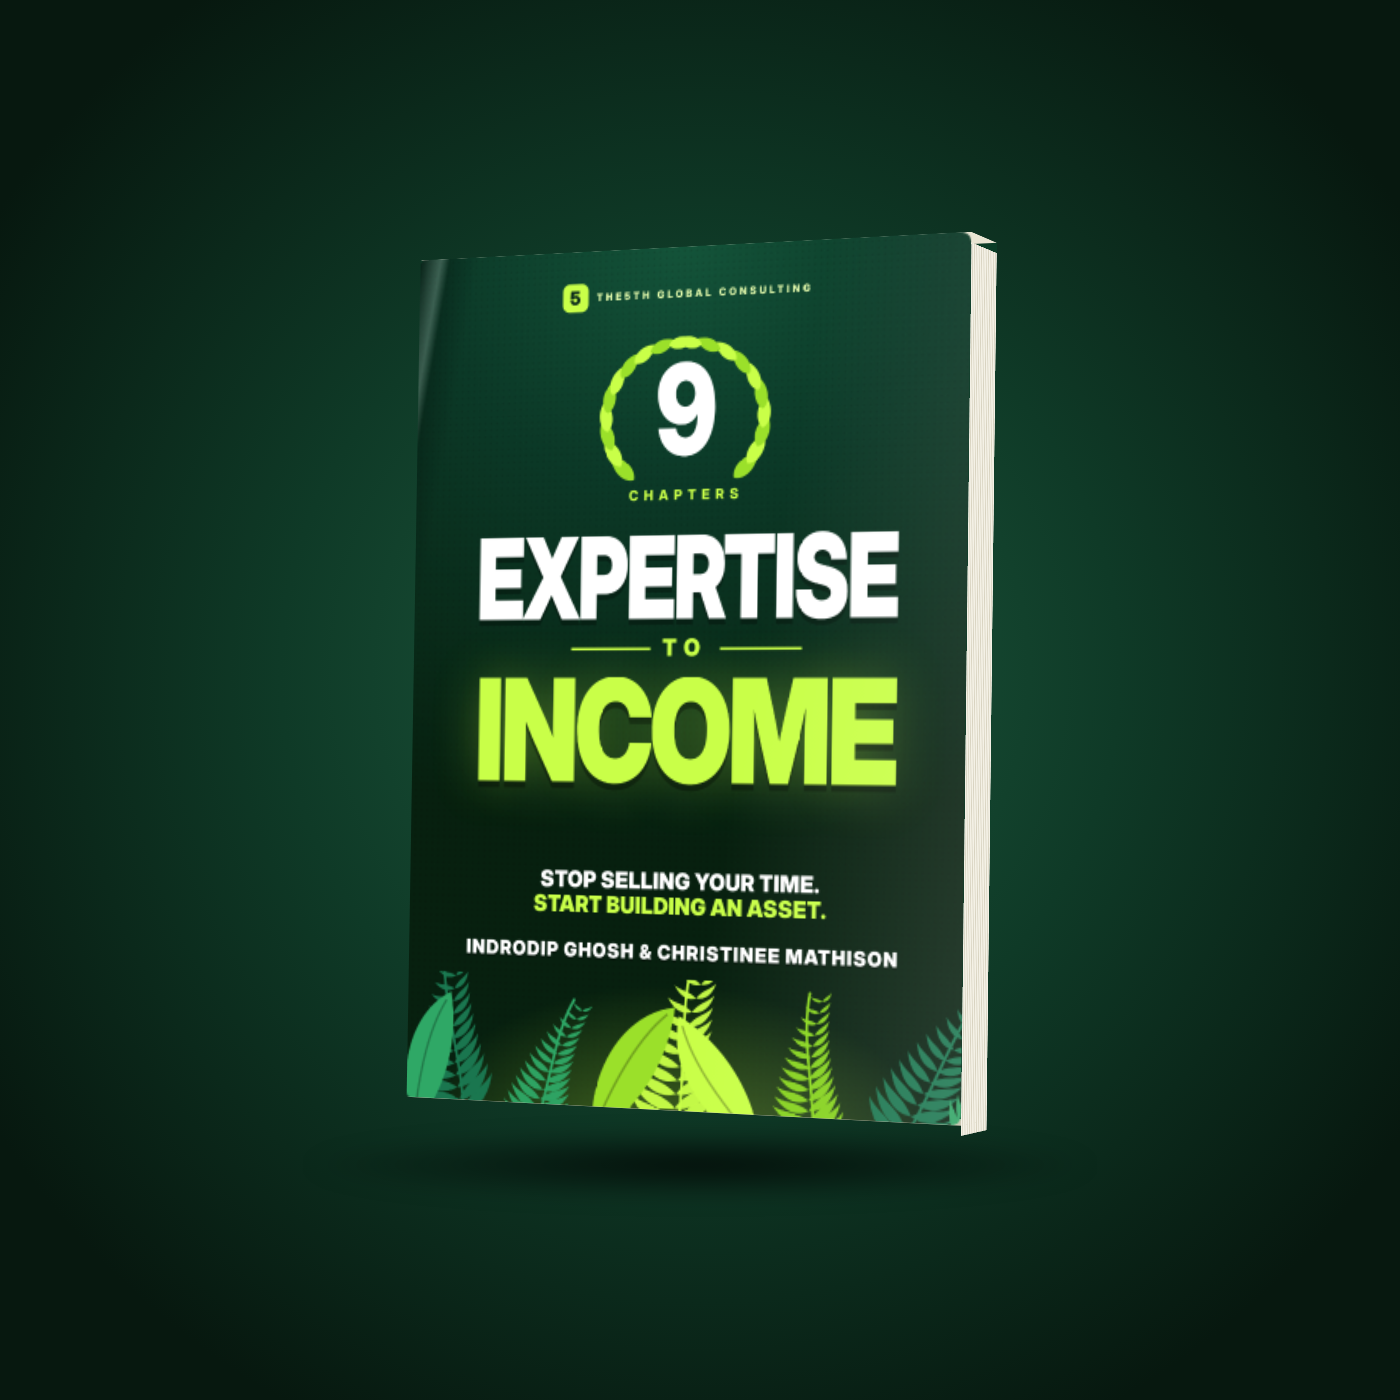 5 THE5TH GLOBAL CONSULTING
9
CHAPTERS
EXPERTISE
TO
INCOME
STOP SELLING YOUR TIME.
START BUILDING AN ASSET.
INDRODIP GHOSH & CHRISTINEE MATHISON